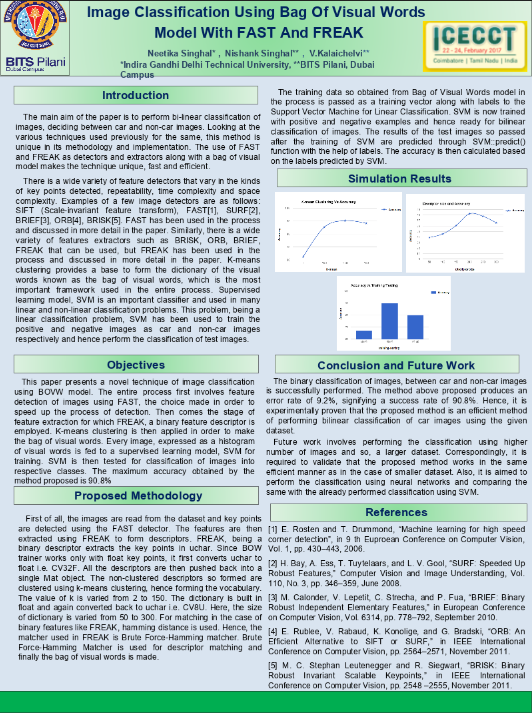 Image Classification Using Bag Of Visual Words
Model With FAST And FREAK
Neetika Singhal* , Nishank Singhal** , V.Kalaichelvi**
*Indira Gandhi Delhi Technical University, **BITS Pilani, Dubai
Campus
BITS Pilani
Dubai Campus
ICECCT
22 - 24, February 2017
Coimbatore | Tamil Nadu | India
Introduction
The main aim of the paper is to perform bi-linear classification of
images, deciding between car and non-car images. Looking at the
various techniques used previously for the same, this method is
unique in its methodology and implementation. The use of FAST
and FREAK as detectors and extractors along with a bag of visual
model makes the technique unique, fast and efficient.
There is a wide variety of feature detectors that vary in the kinds
of key points detected, repeatability, time complexity and space
complexity. Examples of a few image detectors are as follows:
SIFT (Scale-invariant feature transform), FAST[1], SURF[2],
BRIEF[3], ORB[4], BRISK[5]. FAST has been used in the process
and discussed in more detail in the paper. Similarly, there is a wide
variety of features extractors such as BRISK, ORB, BRIEF,
FREAK that can be used, but FREAK has been used in the
process and discussed in more detail in the paper. K-means
clustering provides a base to form the dictionary of the visual
words known as the bag of visual words, which is the most
important framework used in the entire process. Supervised
learning model, SVM is an important classifier and used in many
linear and non-linear classification problems. This problem, being a
linear classification problem, SVM has been used to train the
positive and negative images as car and non-car images
respectively and hence perform the classification of test images.
Objectives
This paper presents a novel technique of image classification
using BOVW model. The entire process first involves feature
detection of images using FAST, the choice made in order to
speed up the process of detection. Then comes the stage of
feature extraction for which FREAK, a binary feature descriptor is
employed. K-means clustering is then applied in order to make
the bag of visual words. Every image, expressed as a histogram
of visual words is fed to a supervised learning model, SVM for
training. SVM is then tested for classification of images into
respective classes. The maximum accuracy obtained by the
method proposed is 90.8%
Proposed Methodology
First of all, the images are read from the dataset and key points
are detected using the FAST detector. The features are then
extracted using FREAK to form descriptors. FREAK, being a
binary descriptor extracts the key points in uchar. Since BOW
trainer works only with float key points, it first converts uchar to
float i.e. CV32F. All the descriptors are then pushed back into a
single Mat object. The non-clustered descriptors so formed are
clustered using k-means clustering, hence forming the vocabulary.
The value of k is varied from 2 to 150. The dictionary is built in
float and again converted back to uchar i.e. CV8U. Here, the size
of dictionary is varied from 50 to 300. For matching in the case of
binary features like FREAK, hamming distance is used. Hence, the
matcher used in FREAK is Brute Force-Hamming matcher. Brute
Force-Hamming Matcher is used for descriptor matching and
finally the bag of visual words is made.
The training data so obtained from Bag of Visual Words model in
the process is passed as a training vector along with labels to the
Support Vector Machine for Linear Classification. SVM is now trained
with positive and negative examples and hence ready for bilinear
classification of images. The results of the test images so passed
after the training of SVM are predicted through SVM::predict()
function with the help of labels. The accuracy is then calculated based
on the labels predicted by SVM.
Simulation Results
K-mean Clustering Vs Accuracy
Conclusion and Future Work
The binary classification of images, between car and non-car images
is successfully performed. The method above proposed produces an
error rate of 9.2%, signifying a success rate of 90.8%. Hence, it is
experimentally proven that the proposed method is an efficient method
of performing bilinear classification of car images using the given
dataset.
Future work involves performing the classification using higher
number of images and so, a larger dataset. Correspondingly, it is
required to validate that the proposed method works in the same
efficient manner as in the case of smaller dataset. Also, it is aimed to
perform the classification using neural networks and comparing the
same with the already performed classification using SVM.
References
[1] E. Rosten and T. Drummond, “Machine learning for high speed
corner detection”, in 9 th Euproean Conference on Computer Vision,
Vol. 1, pp. 430–443, 2006.
[2] H. Bay, A. Ess, T. Tuytelaars, and L. V. Gool, “SURF: Speeded Up
Robust Features,” Computer Vision and Image Understanding, Vol.
110, No. 3, pp. 346–359, June 2008.
[3] M. Calonder, V. Lepetit, C. Strecha, and P. Fua, “BRIEF: Binary
Robust Independent Elementary Features,” in European Conference
on Computer Vision, Vol. 6314, pp. 778–792, September 2010.
[4] E. Rublee, V. Rabaud, K. Konolige, and G. Bradski, “ORB: An
Efficient Alternative to SIFT or SURF,” in IEEE International
Conference on Computer Vision, pp. 2564–2571, November 2011.
[5] M. C. Stephan Leutenegger and R. Siegwart, “BRISK: Binary
Robust Invariant Scalable Keypoints,” in IEEE International
Conference on Computer Vision, pp. 2548 –2555, November 2011.